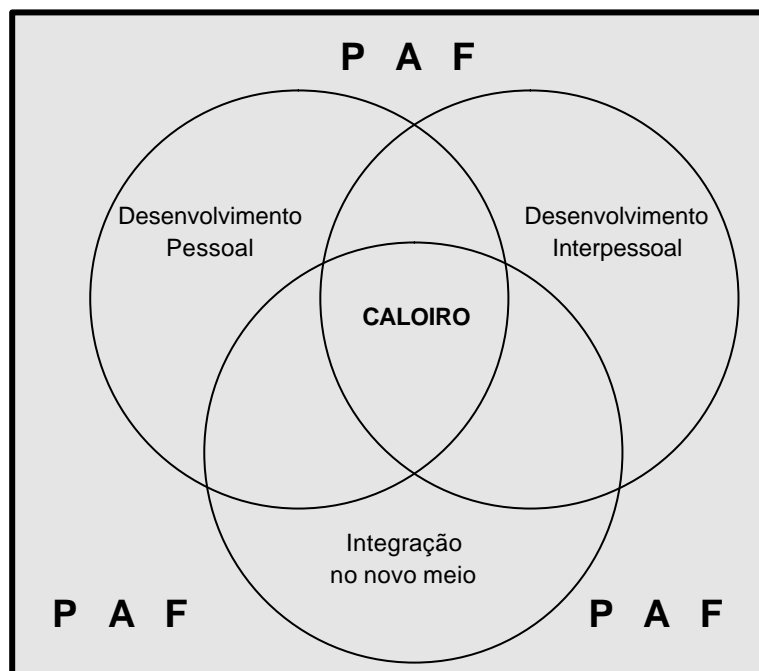 P A F
Desenvolvimento
Pessoal
Desenvolvimento
Interpessoal
CALOIRO
Integração
no novo meio
P A F
P A F